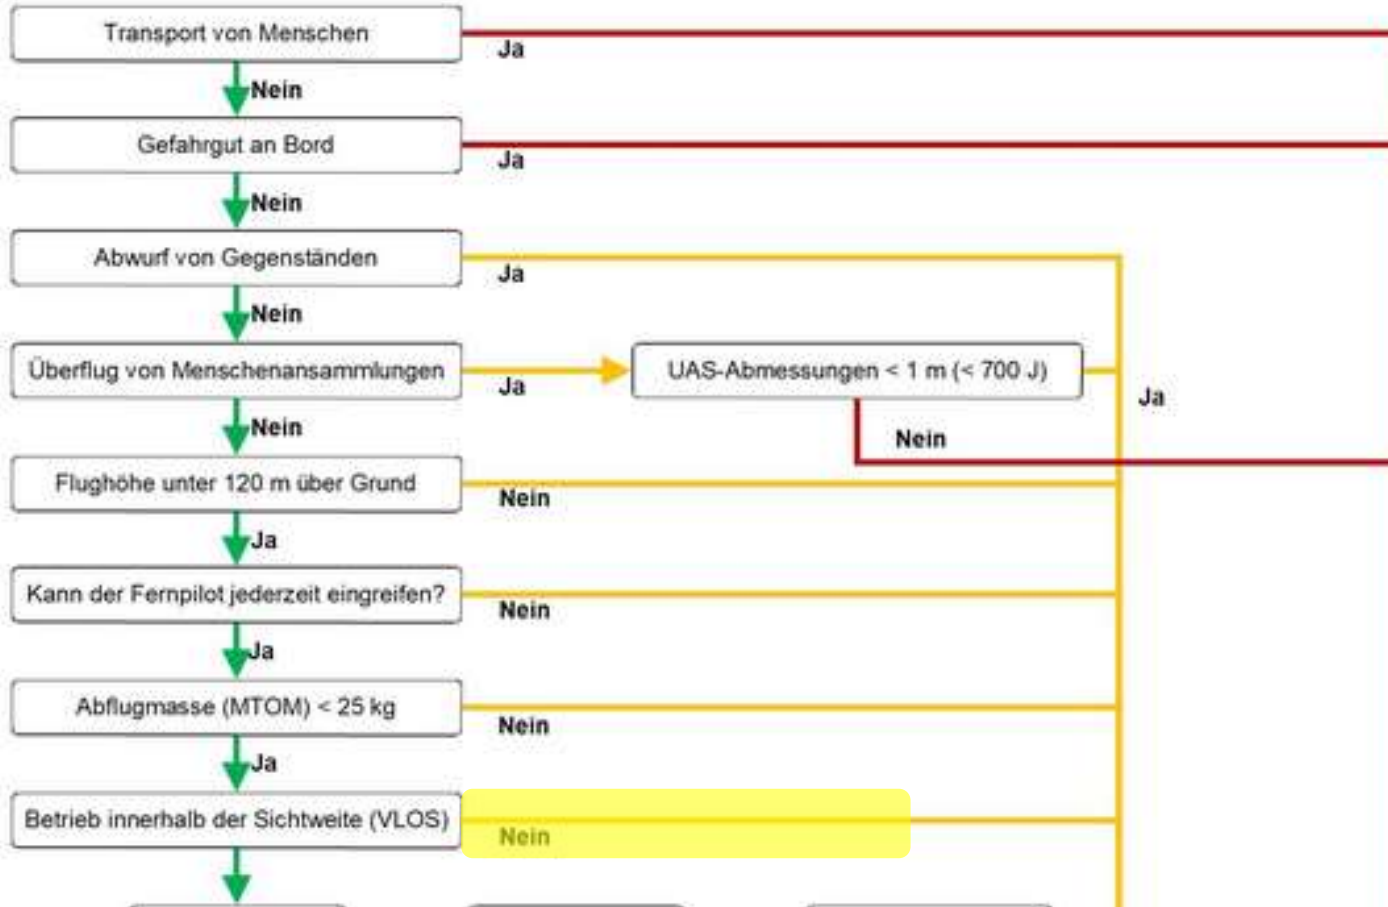 Transport von Menschen
Ja
Nein
Gefahrgut an Bord
Ja
Nein
Abwurf von Gegenständen
Ja
Nein
Überflug von Menschenansammlungen
Ja
UAS-Abmessungen < 1 m (< 700 J)
Ja
Nein
Nein
Flughöhe unter 120 m über Grund
Nein
Ja
Kann der Fernpilot jederzeit eingreifen?
Nein
Ja
Abflugmasse (MTOM) < 25 kg
Nein
Ja
Betrieb innerhalb der Sichtweite (VLOS)
Nein